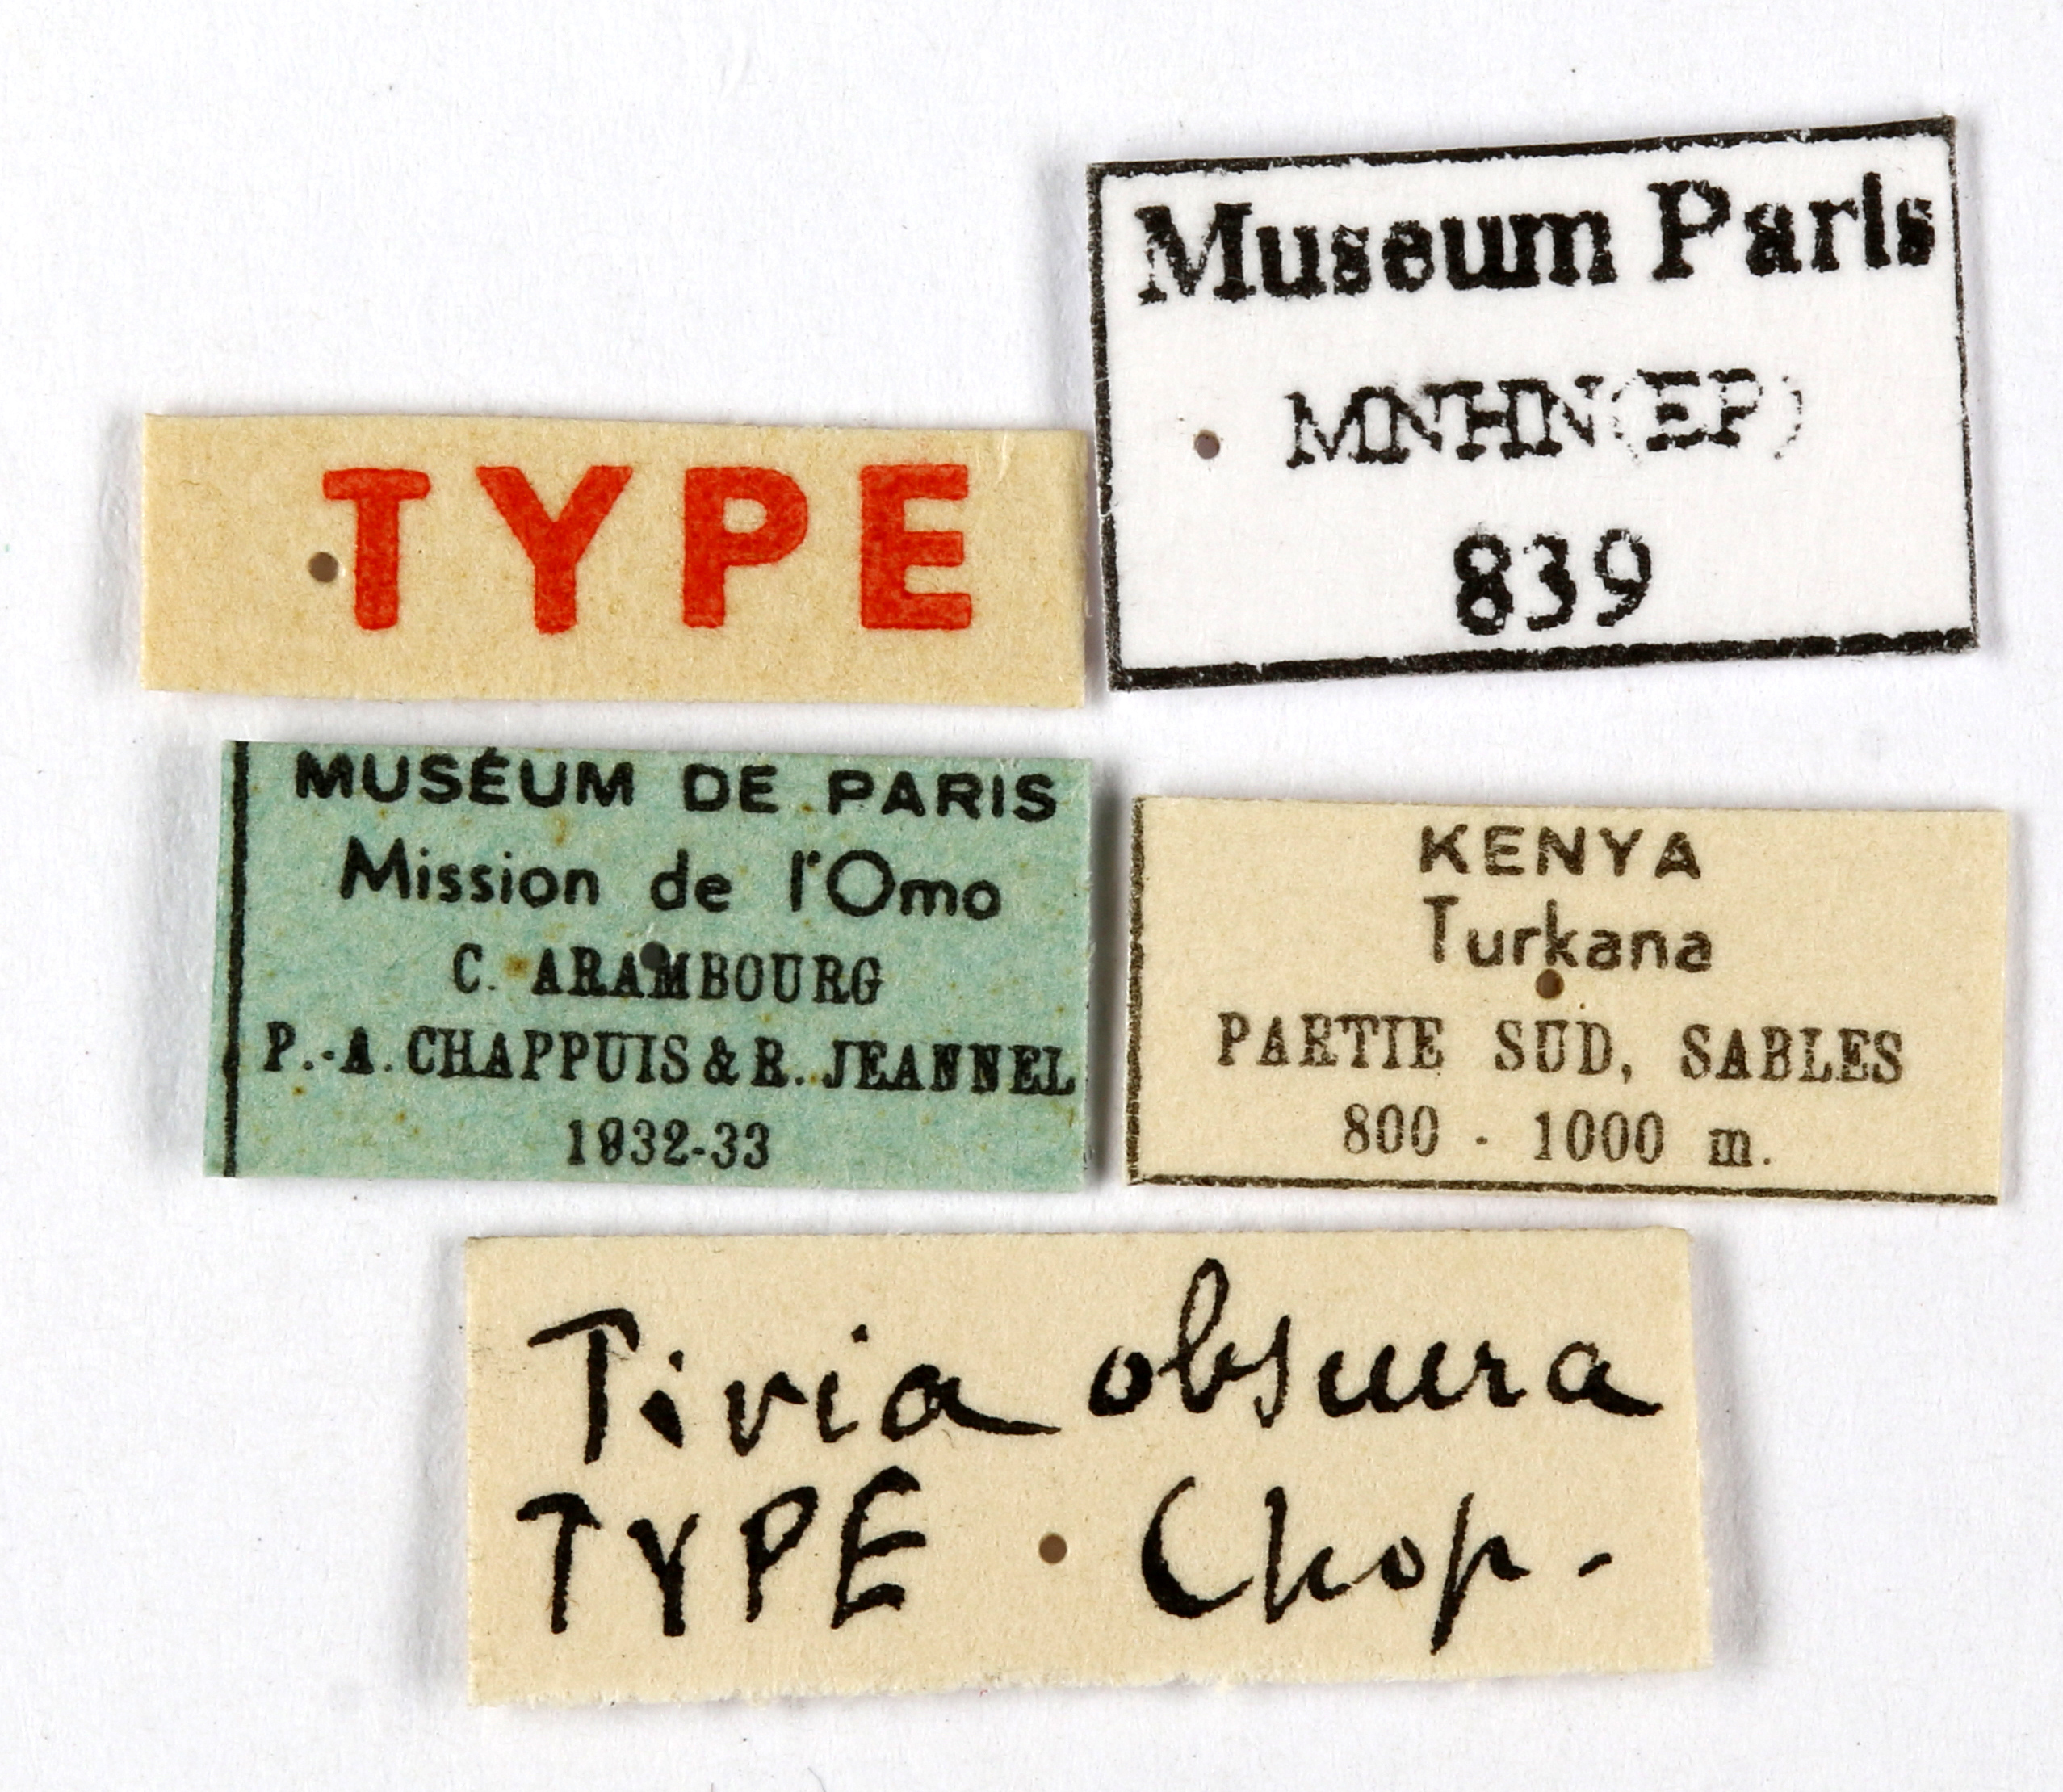 Museum Paris
MNHN(EP)
839
TYPE
MUSÉUM DE PARIS
Mission de l'Omo
C. ARAMBOURG
P.-A. CHAPPUIS & R. JEANNEL
1932-33
KENYA
Turkana
PARTIE SUD, SABLES
800 - 1000 m.
Tivia obscura
TYPE Chop.